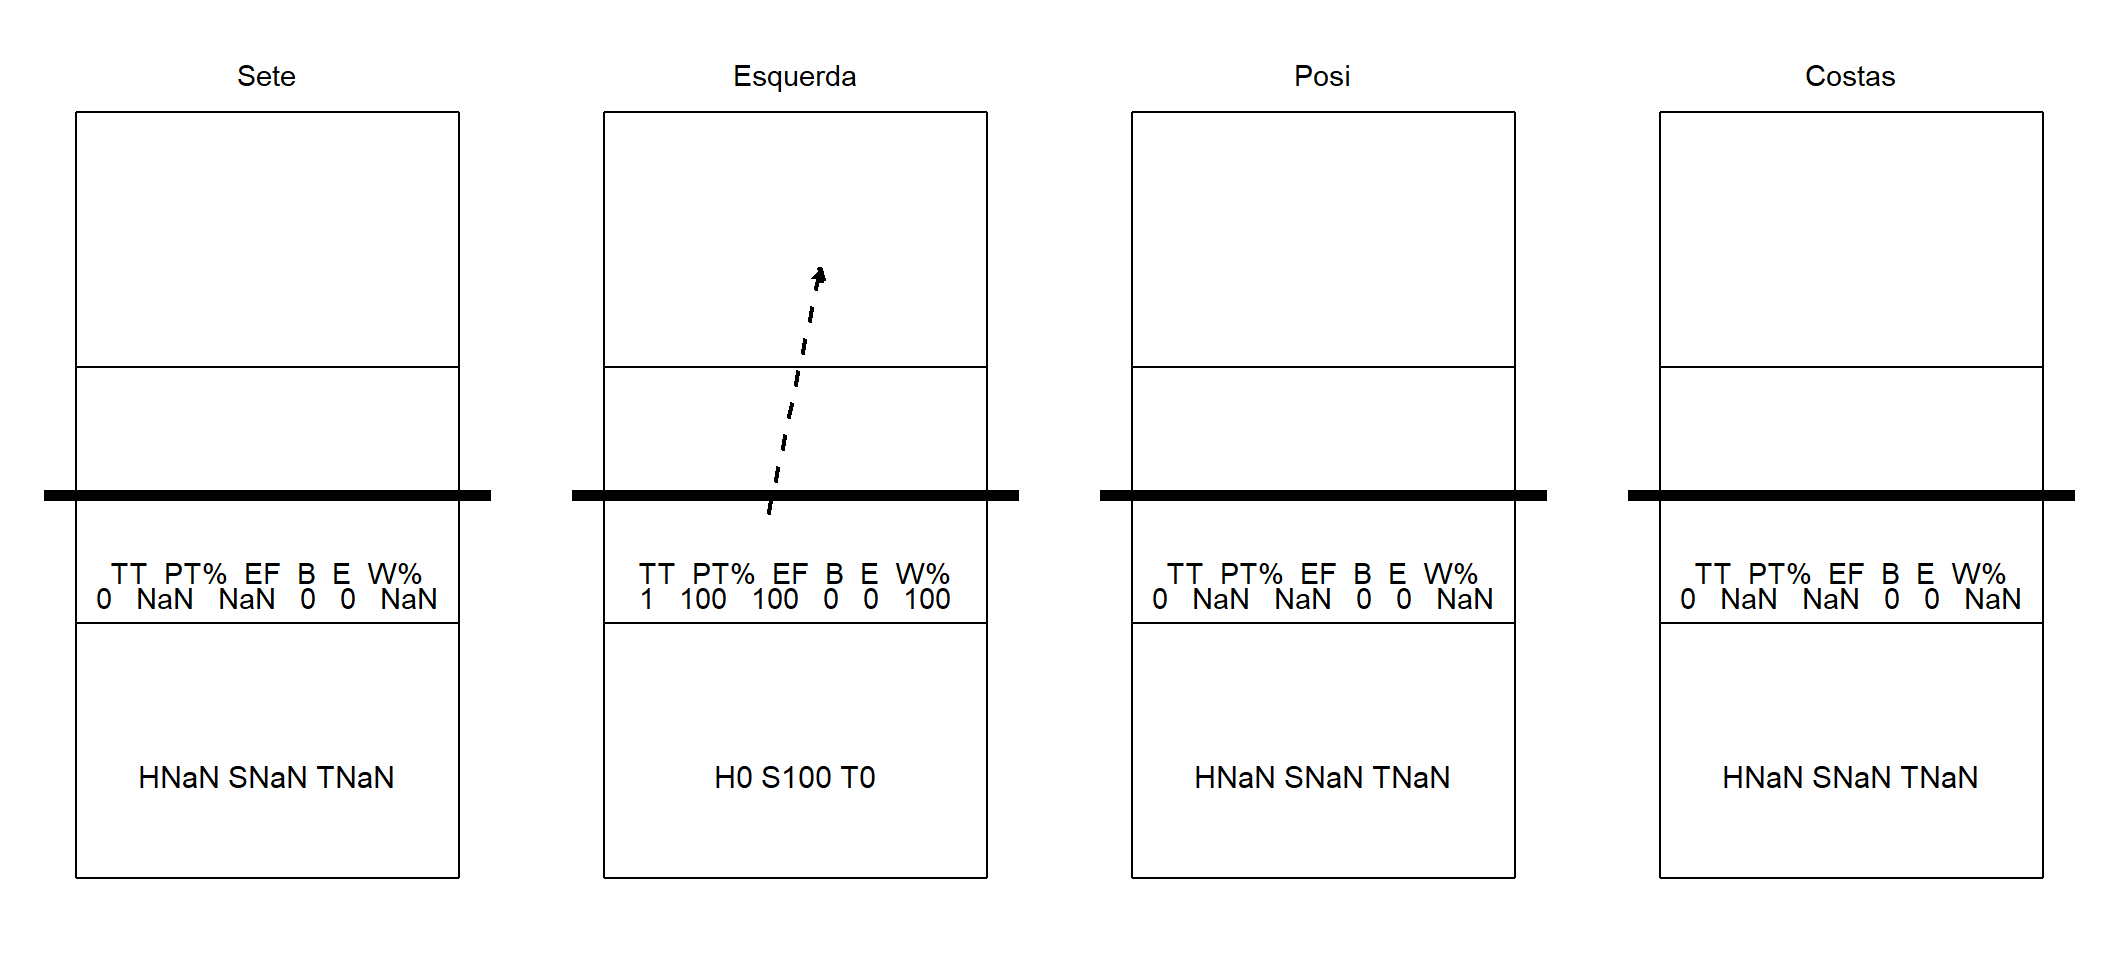 Sete
TT PT% EF B E W%
0 NaN NaN 0 0 NaN
HNaN SNaN TNaN
Esquerda
TT PT% EF B E W%
1 100 100 0 0 100
H0 S100 T0
Posi
TT PT% EF B E W%
0 NaN NaN 0 0 NaN
HNaN SNaN TNaN
Costas
TT PT% EF B E W%
0 NaN NaN 0 0 NaN
HNaN SNaN TNaN